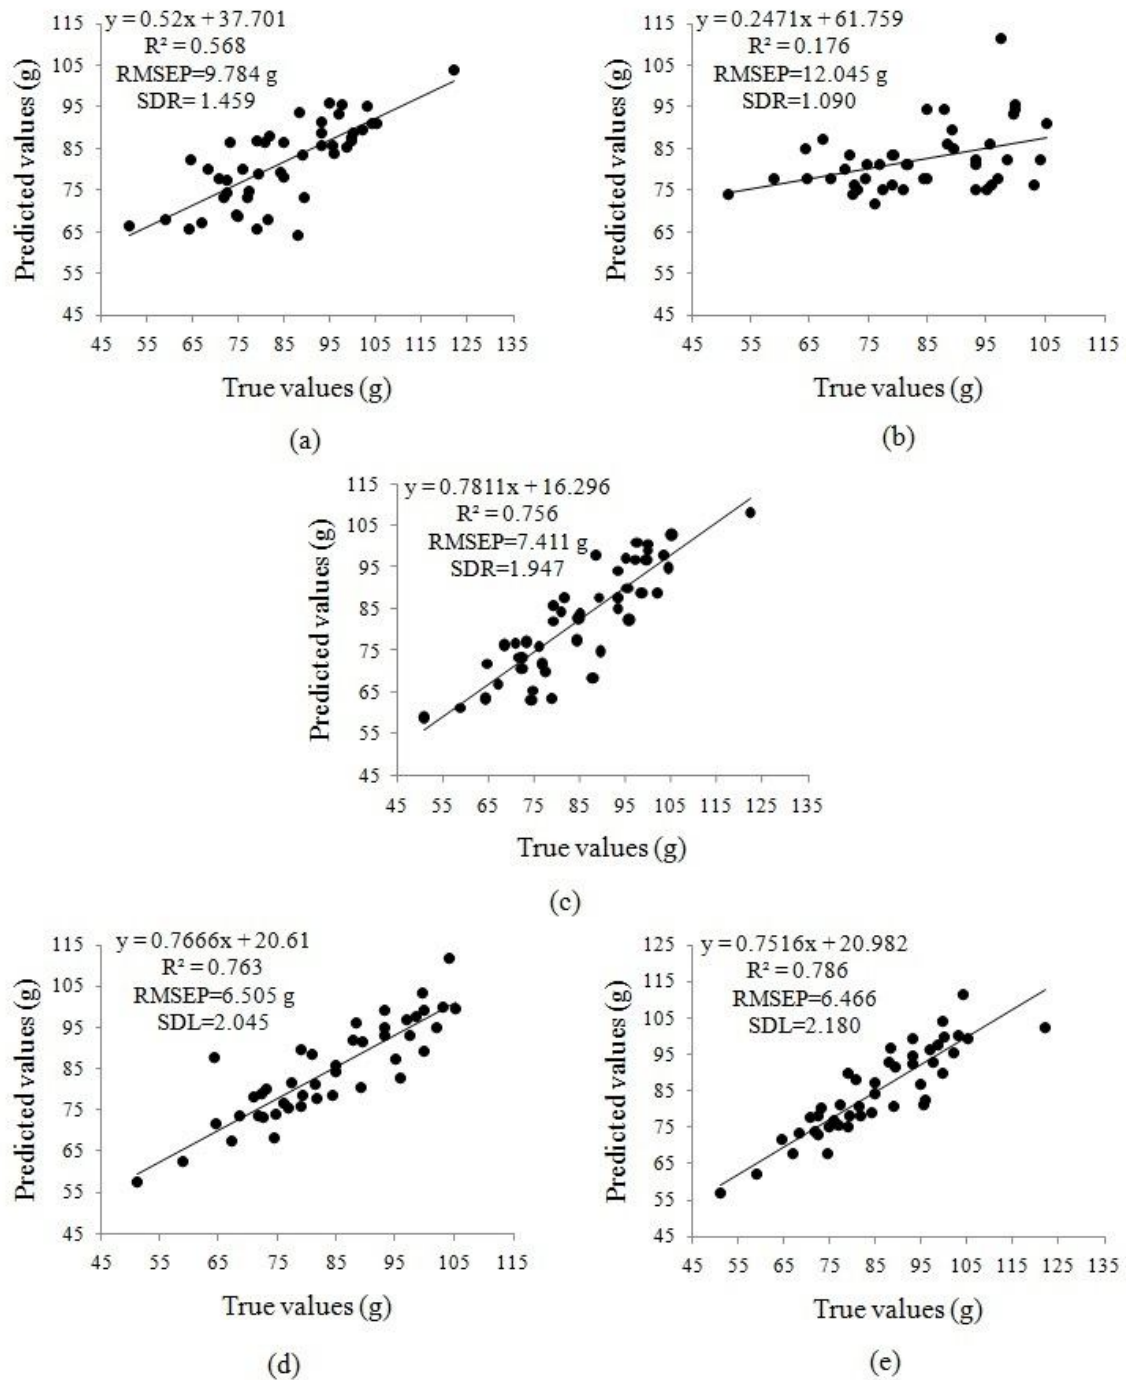 y = 0.52x + 37.701
R² = 0.568
RMSEP=9.784 g
SDR= 1.459
Predicted values (g)
115
105
95
85
75
65
55
45
45 55 65 75 85 95 105 115 125 135
True values (g)
(a)
y = 0.2471x + 61.759
R² = 0.176
RMSEP=12.045 g
SDR=1.090
Predicted values (g)
115
105
95
85
75
65
55
45
45 55 65 75 85 95 105 115
True values (g)
(b)
y = 0.7811x + 16.296
R² = 0.756
RMSEP=7.411 g
SDR=1.947
Predicted values (g)
115
105
95
85
75
65
55
45
45 55 65 75 85 95 105 115 125 135
True values (g)
(c)
y = 0.7666x + 20.61
R² = 0.763
RMSEP=6.505 g
SDL=2.045
Predicted values (g)
115
105
95
85
75
65
55
45
45 55 65 75 85 95 105 115
True values (g)
(d)
y = 0.7516x + 20.982
R² = 0.786
RMSEP=6.466
SDL=2.180
Predicted values (g)
125
115
105
95
85
75
65
55
45
45 55 65 75 85 95 105 115 125 135
True values (g)
(e)